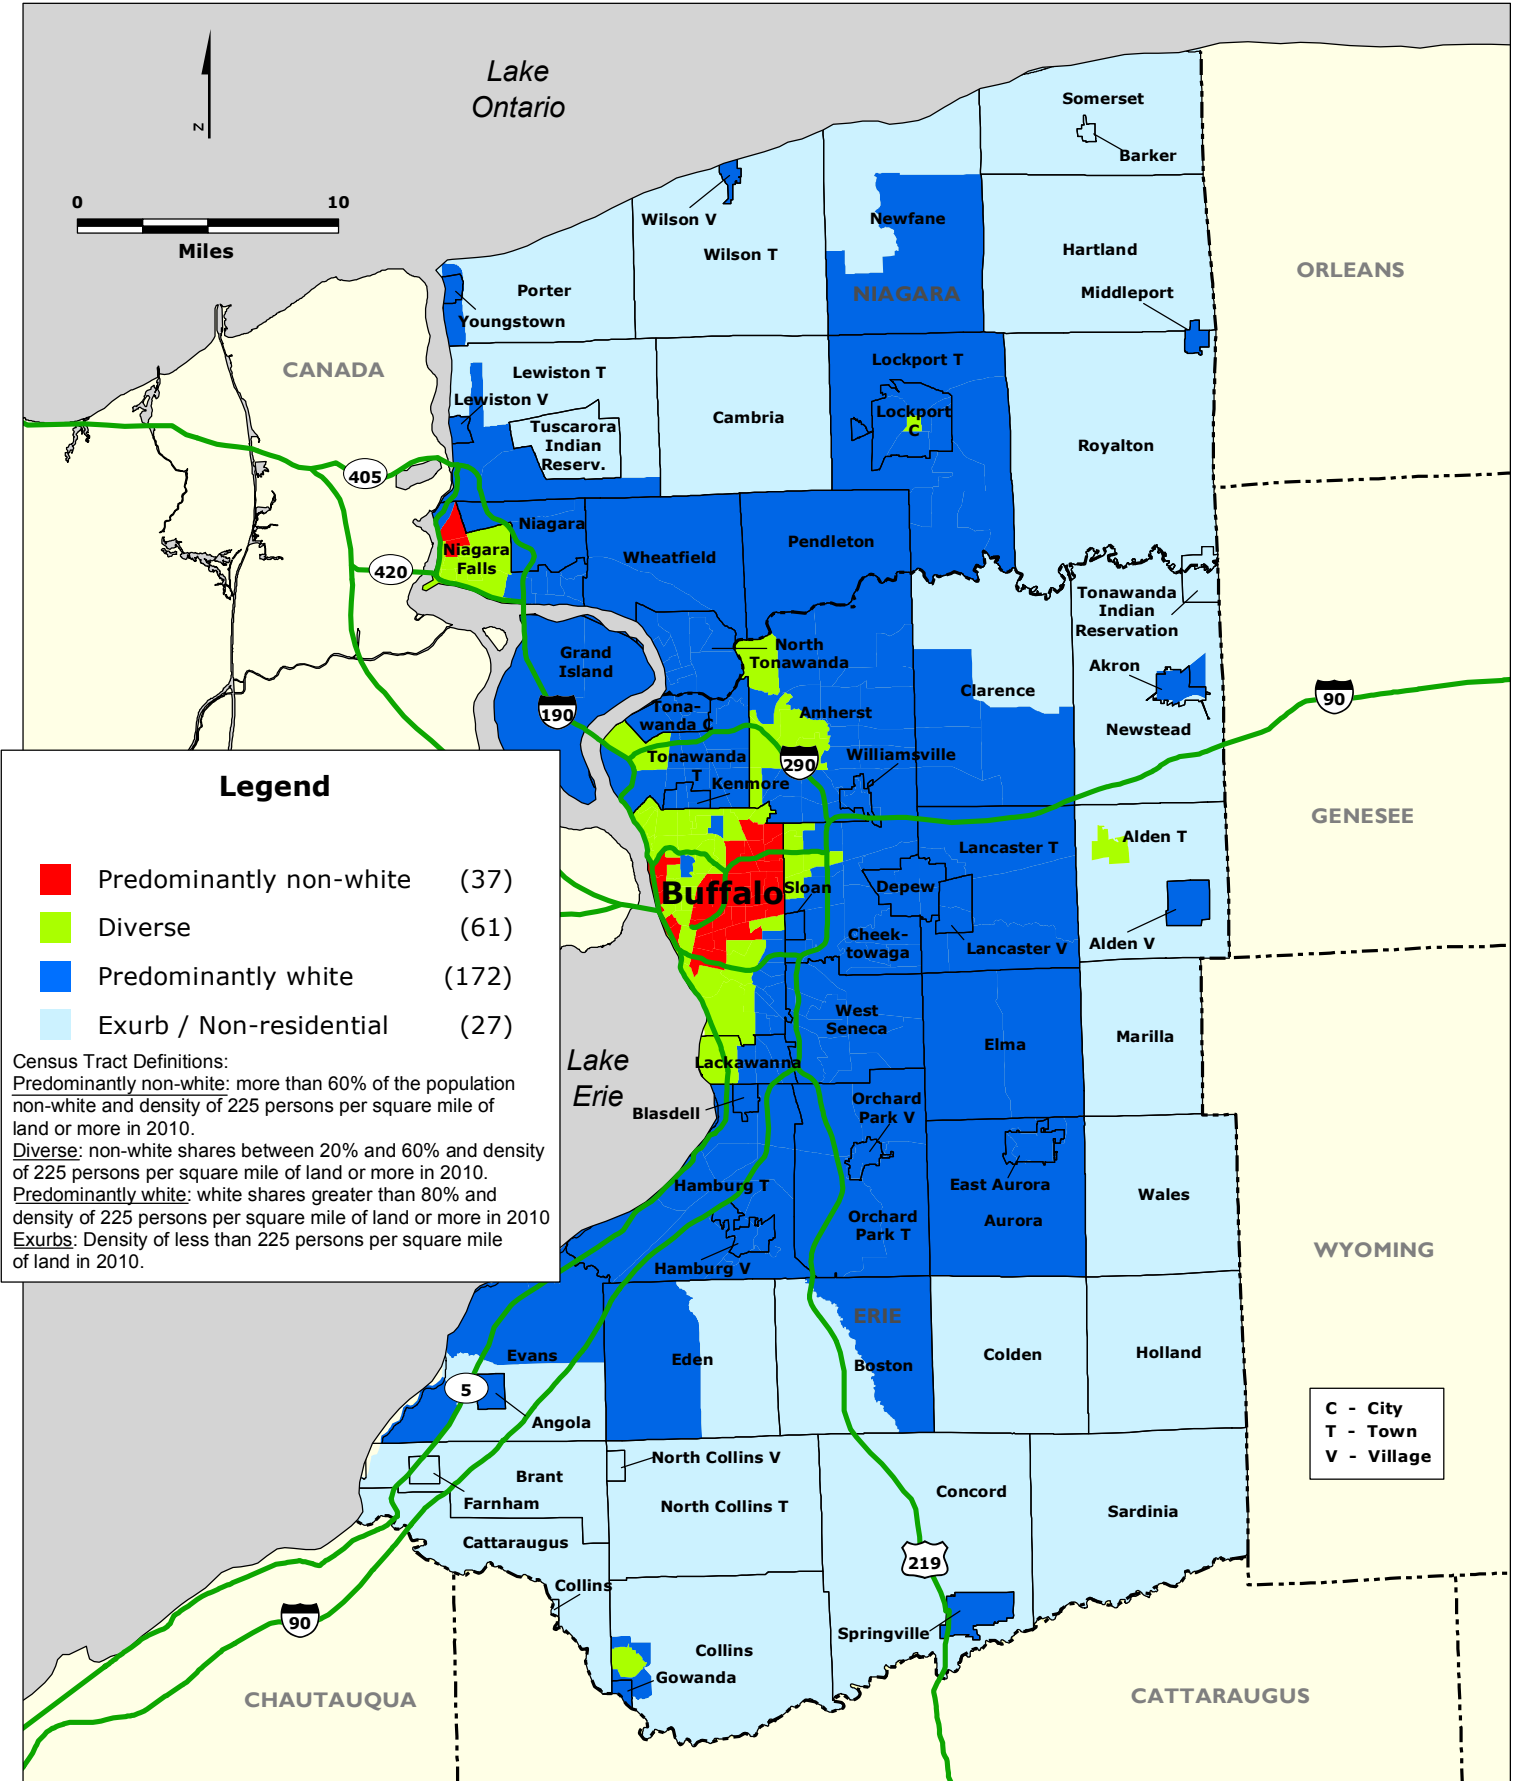 Lake
Ontario
N
0 10
Miles
Somerset
Barker
Wilson V
Wilson T
Newfane
Hartland
NIAGARA
Middleport
ORLEANS
Porter
Youngstown
CANADA
Lewiston T
Lewiston V
Tuscarora
Indian
Reserv.
Cambria
Lockport T
Lockport
C
Royalton
405
Niagara
Niagara
Falls
420
Wheatfield
Pendleton
Tonawanda
Indian
Reservation
Grand
Island
North
Tonawanda
Akron
Clarence
90
190
Tona-
wanda C
Amherst
Newstead
Tonawanda
T
290
Williamsville
Kenmore
GENESEE
Lancaster T
Alden T
Buffalo
Sloan
Depew
Cheek-
towaga
Lancaster V
Alden V
West
Seneca
Elma
Marilla
Lake
Erie
Lackawanna
Blasdell
Orchard
Park V
Hamburg T
East Aurora
Aurora
Wales
Orchard
Park T
Hamburg V
WYOMING
ERIE
Evans
Eden
Boston
Colden
Holland
5
Angola
North Collins V
Brant
Farnham
North Collins T
Concord
Sardinia
Cattaraugus
219
Collins
90
Springville
Collins
Gowanda
CHAUTAUQUA
CATTARAUGUS
Legend
Predominantly non-white (37)
Diverse (61)
Predominantly white (172)
Exurb / Non-residential (27)
Census Tract Definitions:
Predominantly non-white: more than 60% of the population
non-white and density of 225 persons per square mile of
land or more in 2010.
Diverse: non-white shares between 20% and 60% and density
of 225 persons per square mile of land or more in 2010.
Predominantly white: white shares greater than 80% and
density of 225 persons per square mile of land or more in 2010
Exurbs: Density of less than 225 persons per square mile
of land in 2010.
C - City
T - Town
V - Village